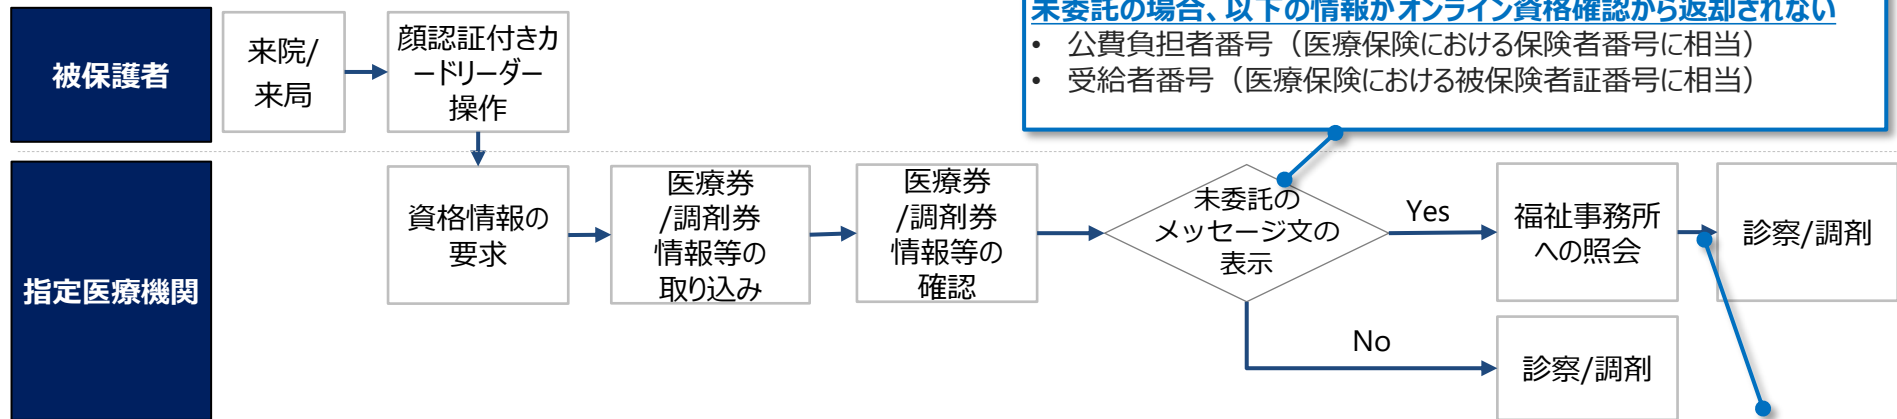 未委託の場合、以下の情報がオンライン資格確認から返却されない
• 公費負担者番号（医療保険における保険者番号に相当）
• 受給者番号（医療保険における被保険者証番号に相当）
被保護者
来院/
来局
顔認証付きカ
ードリーダー
操作
指定医療機関
資格情報の
要求
医療券
/調剤券
情報等の
取り込み
医療券
/調剤券
情報等の
確認
未委託の
メッセージ文の
表示
Yes
福祉事務所
への照会
診察/調剤
No
診察/調剤